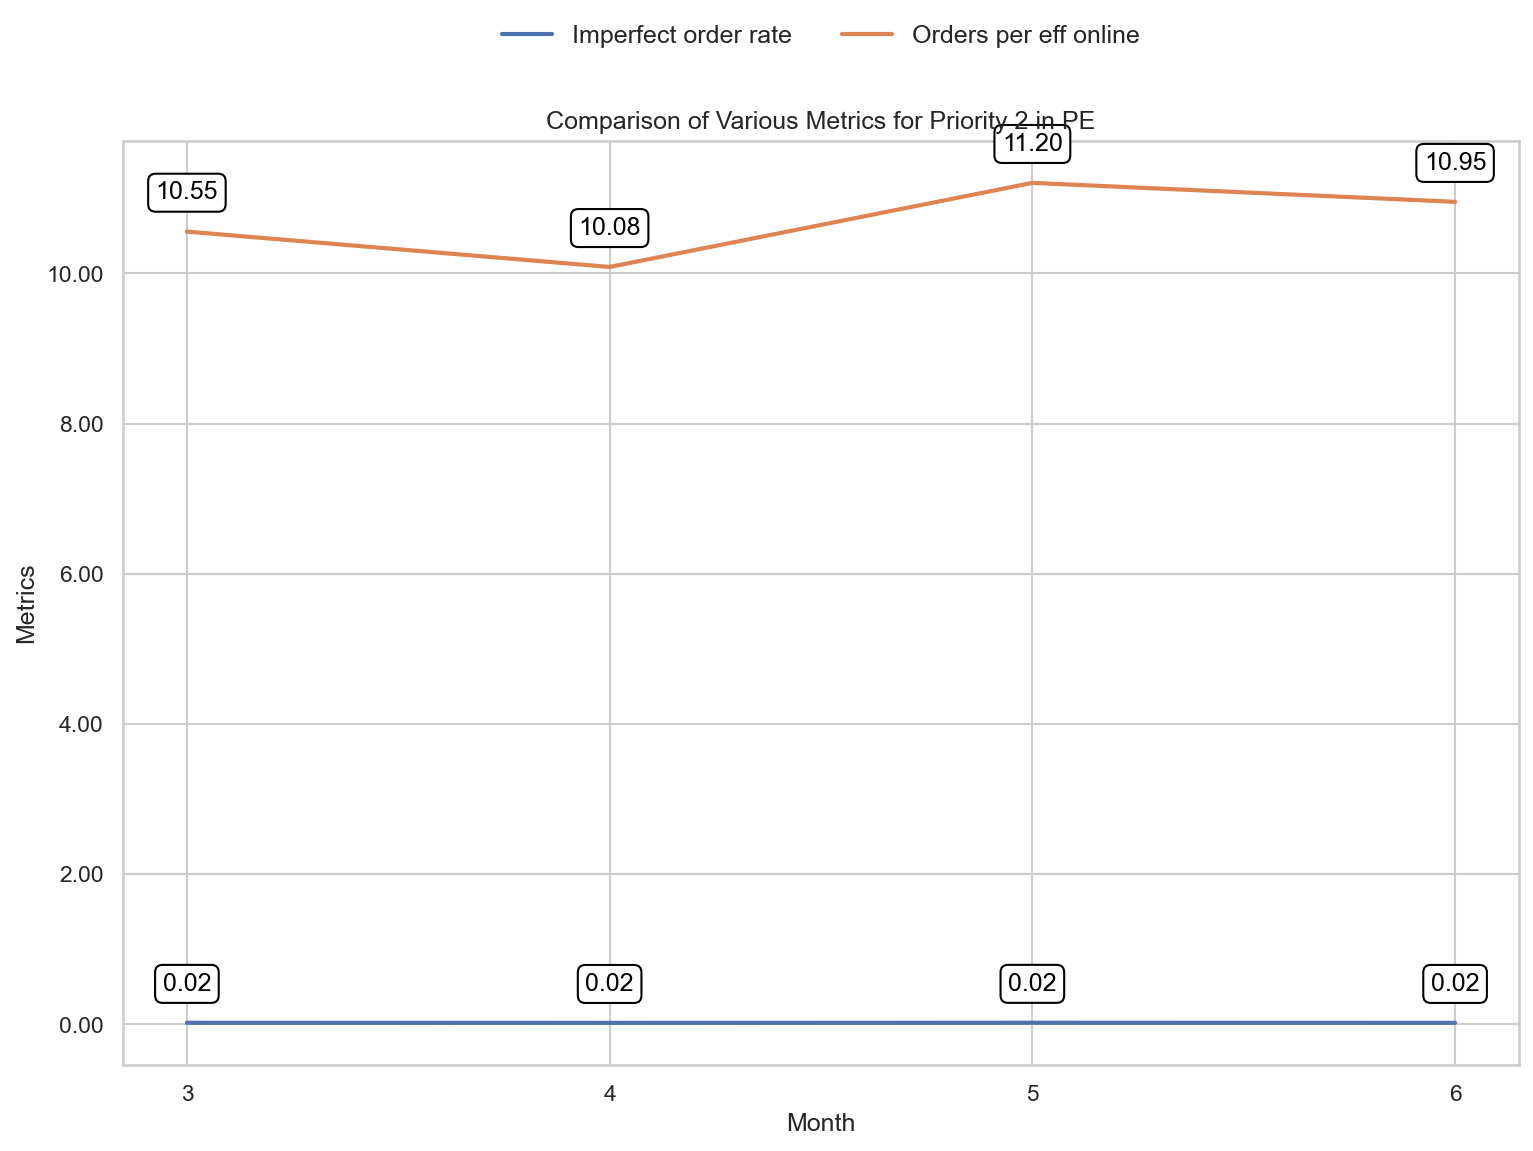 Imperfect order rate Orders per eff online
Comparison of Various Metrics for Priority 2 in PE
11.20
10.95
10.55
10.08
10.00
8.00
6.00
Metrics
4.00
2.00
0.02 0.02 0.02 0.02
0.00
3 4 5 6
Month